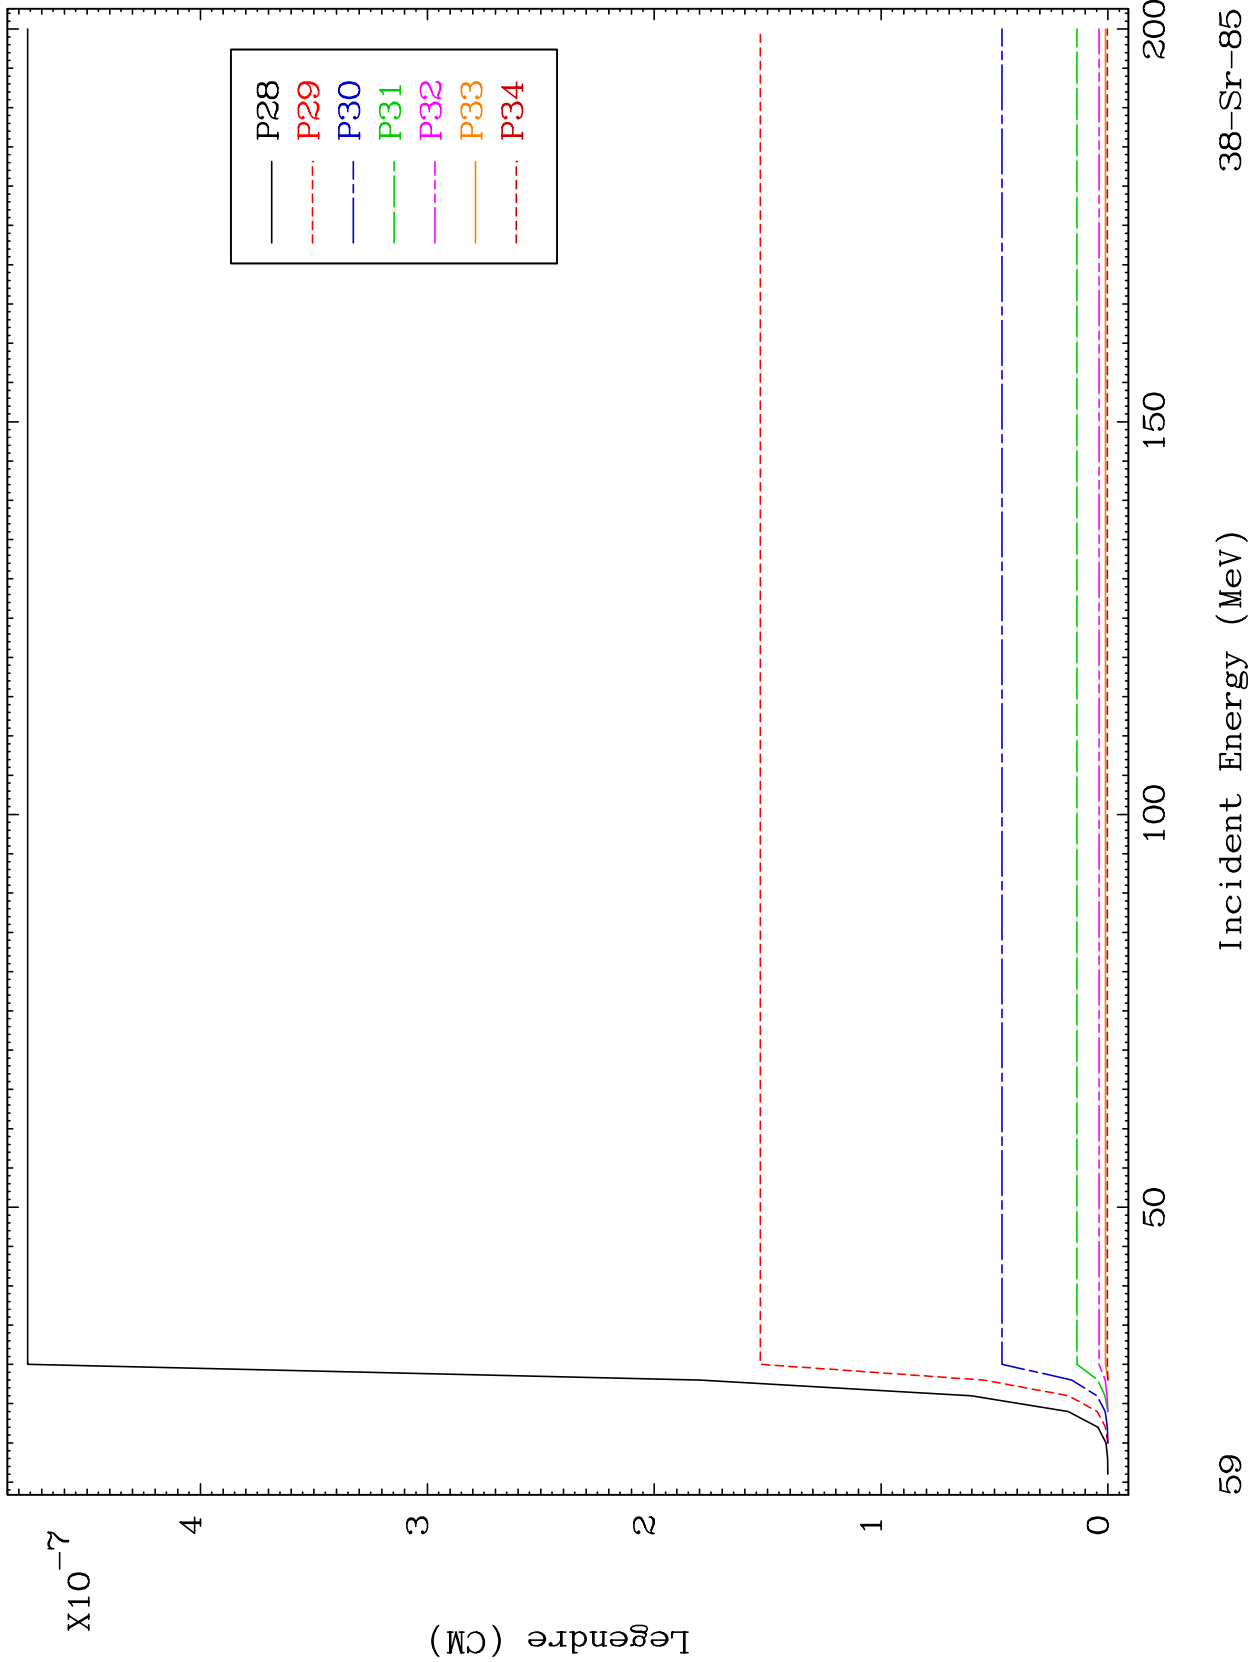 X10-7
4
3
2
1
0
Legendre (CM)
P28
P29
P30
P31
P32
P33
P34
50
100
150
200
59
Incident Energy (MeV)
38-Sr-85